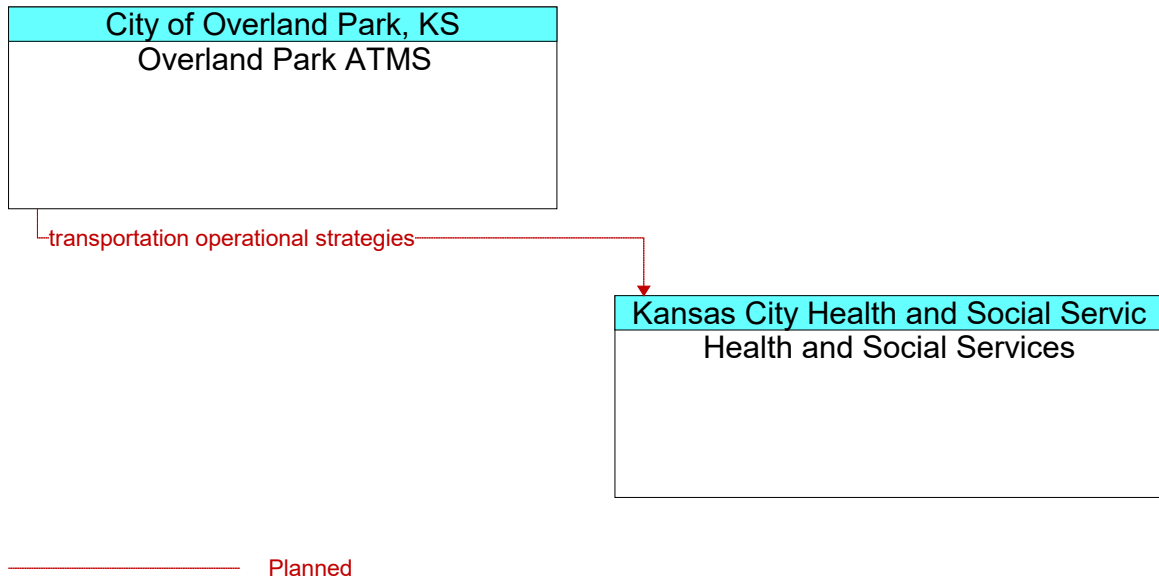 City of Overland Park, KS
Overland Park ATMS
transportation operational strategies
Kansas City Health and Social Servic
Health and Social Services
Planned